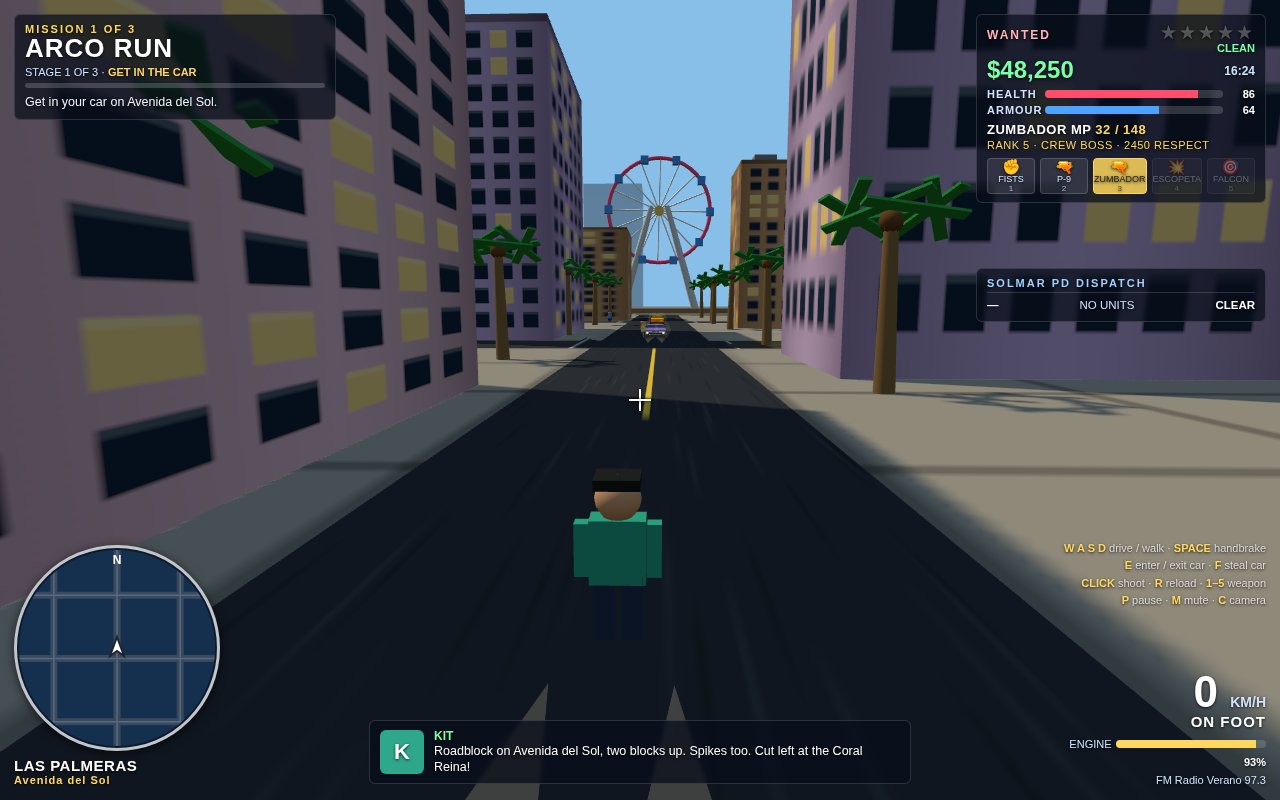 MISSION 1 OF 3
ARCO RUN
STAGE 1 OF 3 · GET IN THE CAR
Get in your car on Avenida del Sol.
WANTED ★★★★★
CLEAN
$48,250 16:24
HEALTH 86
ARMOUR 64
ZUMBADOR MP 32 / 148
RANK 5 · CREW BOSS · 2450 RESPECT
FISTS P-9 ZUMBADOR ESCOPETA FALCON
1 2 3 4 5
SOLMAR PD DISPATCH
— NO UNITS CLEAR
W A S D drive / walk · SPACE handbrake
E enter / exit car · F steal car
CLICK shoot · R reload · 1–5 weapon
P pause · M mute · C camera
N
LAS PALMERAS
Avenida del Sol
K
KIT
Roadblock on Avenida del Sol, two blocks up. Spikes too. Cut left at the Coral
Reina!
0 KM/H
ON FOOT
ENGINE
93%
FM Radio Verano 97.3